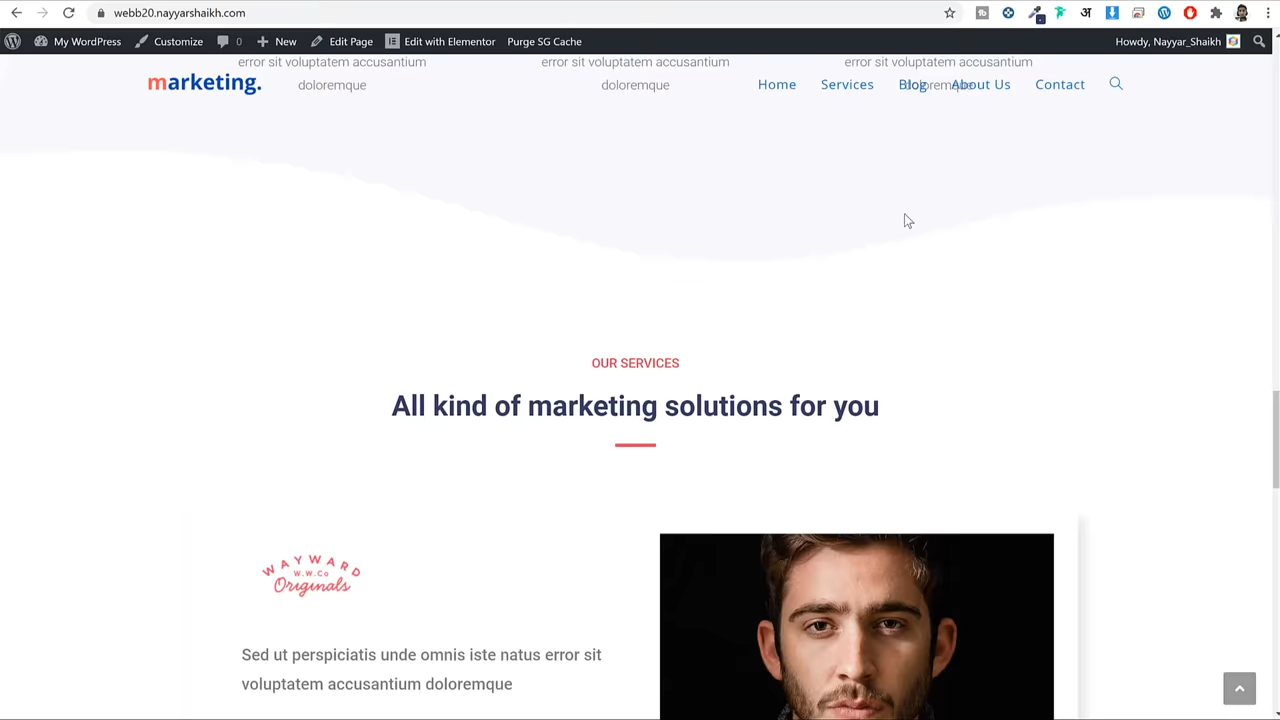 webb20.nayyarshaikh.com
My WordPress Customize 0 New Edit Page Edit with Elementor Purge SG Cache Howdy, Nayyar_Shaikh
error sit voluptatem accusantium error sit voluptatem accusantium error sit voluptatem accusantium
marketing. doloremque doloremque doloremque
Home Services Blog About Us Contact
OUR SERVICES
All kind of marketing solutions for you
WAYWARD
W.W.Co
Originals
Sed ut perspiciatis unde omnis iste natus error sit
voluptatem accusantium doloremque